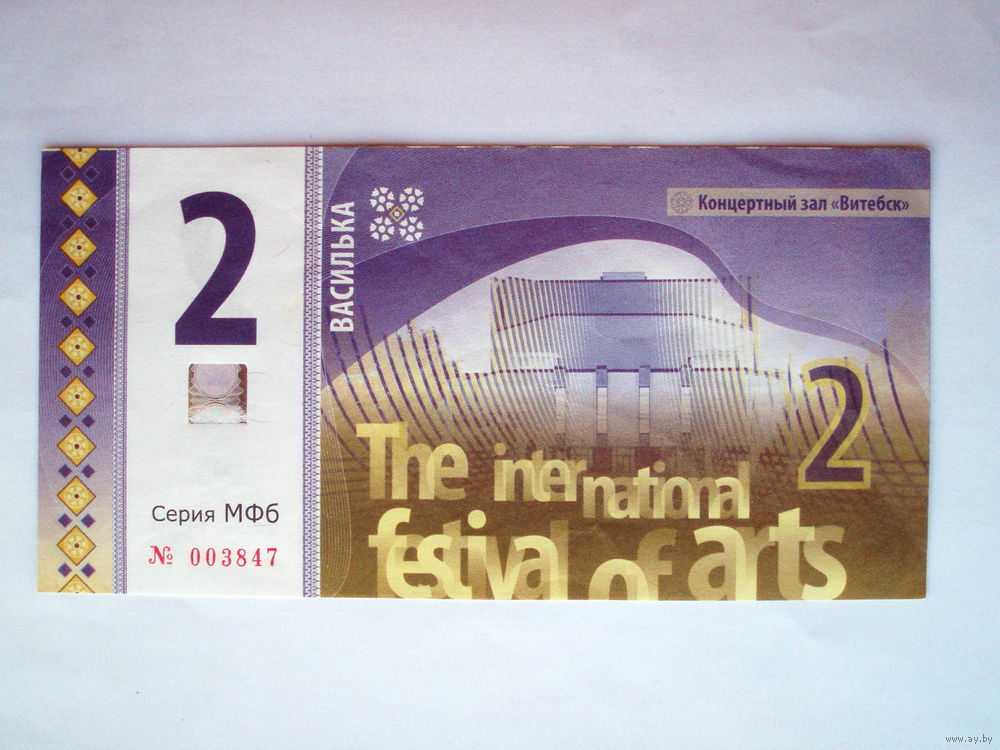 2
Серия МФб
№ 003847
ВАСИЛЬКА
Концертный зал «Витебск»
2
The international
festival of arts
www.ay.by